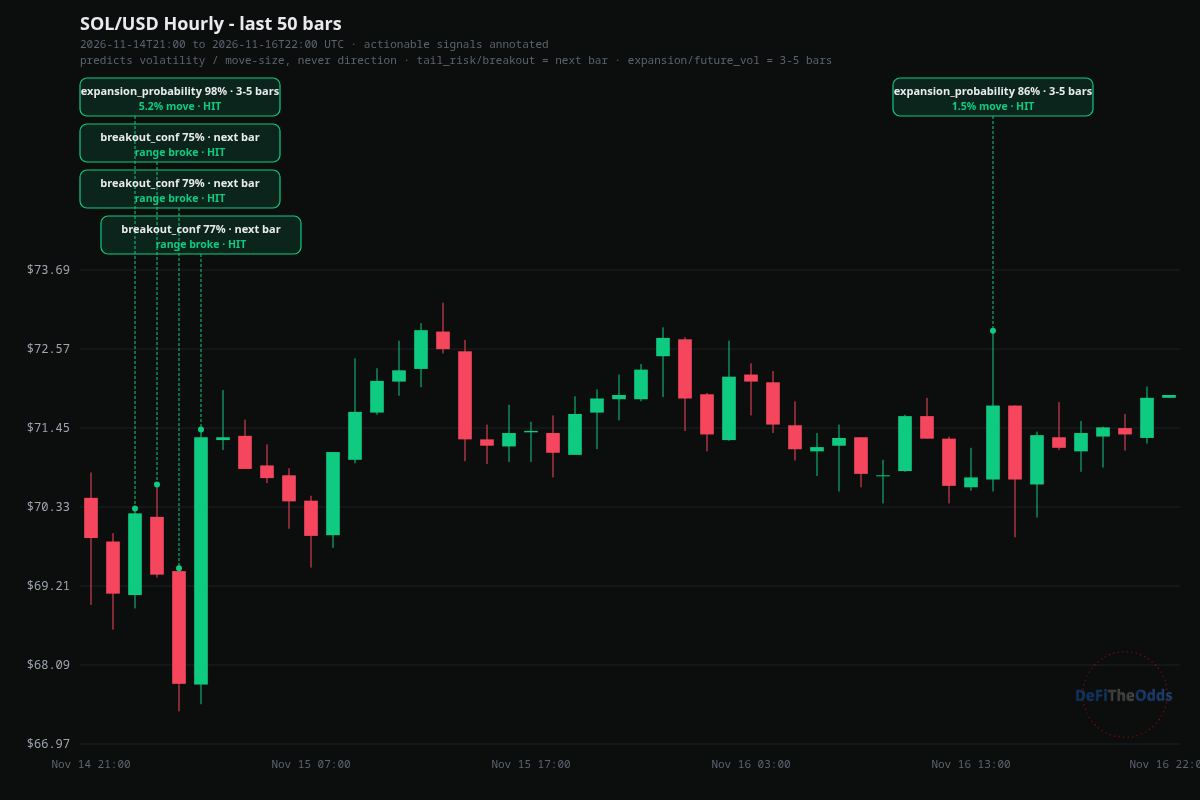 SOL/USD Hourly - last 50 bars
2026-11-14T21:00 to 2026-11-16T22:00 UTC · actionable signals annotated
predicts volatility / move-size, never direction · tail_risk/breakout = next bar · expansion/future_vol = 3-5 bars
expansion_probability 98% · 3-5 bars
5.2% move · HIT
expansion_probability 86% · 3-5 bars
1.5% move · HIT
breakout_conf 75% · next bar
range broke · HIT
breakout_conf 79% · next bar
range broke · HIT
breakout_conf 77% · next bar
range broke · HIT
$73.69
$72.57
$71.45
$70.33
$69.21
$68.09
DeFiTheOdds
$66.97
Nov 14 21:00 Nov 15 07:00 Nov 15 17:00 Nov 16 03:00 Nov 16 13:00 Nov 16 22:0